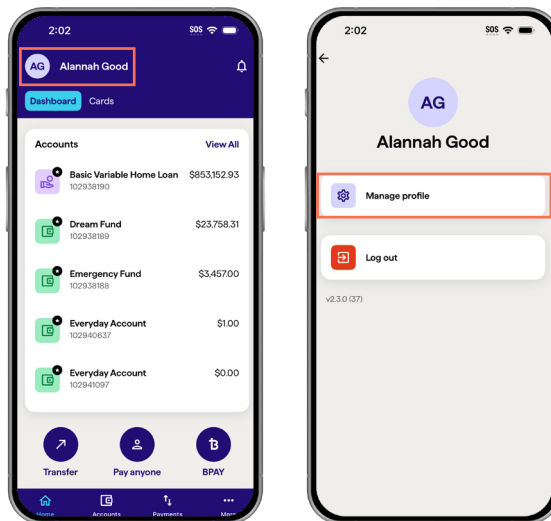 2:02
SOS
AG Alannah Good
Dashboard Cards
Accounts View All
Basic Variable Home Loan $853,152.93
102938190
Dream Fund $23,758.31
102938189
Emergency Fund $3,457.00
102938188
Everyday Account $1.00
102940637
Everyday Account $0.00
102941097
Transfer Pay anyone BPAY
Home Accounts Payments More
2:02
SOS
AG
Alannah Good
Manage profile
Log out
v2.3.0 (37)